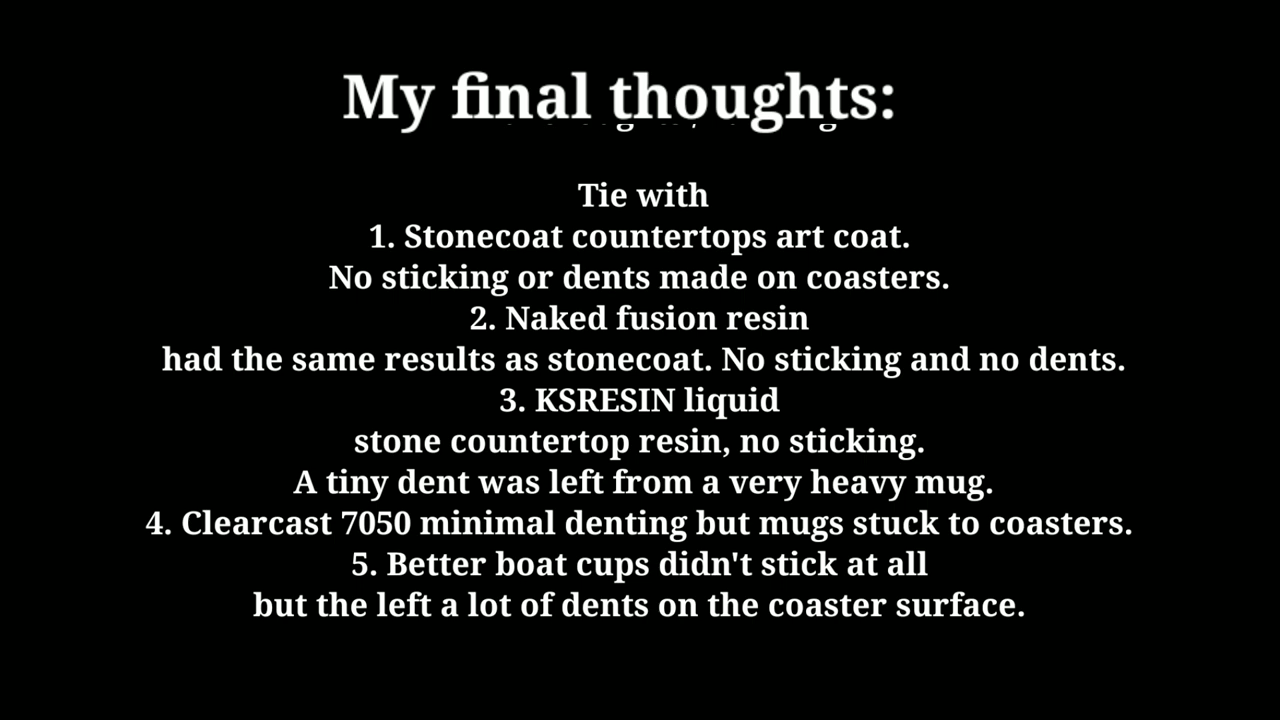 My final thoughts:
Tie with
1. Stonecoat countertops art coat.
No sticking or dents made on coasters.
2. Naked fusion resin
had the same results as stonecoat. No sticking and no dents.
3. KSRESIN liquid
stone countertop resin, no sticking.
A tiny dent was left from a very heavy mug.
4. Clearcast 7050 minimal denting but mugs stuck to coasters.
5. Better boat cups didn't stick at all
but the left a lot of dents on the coaster surface.